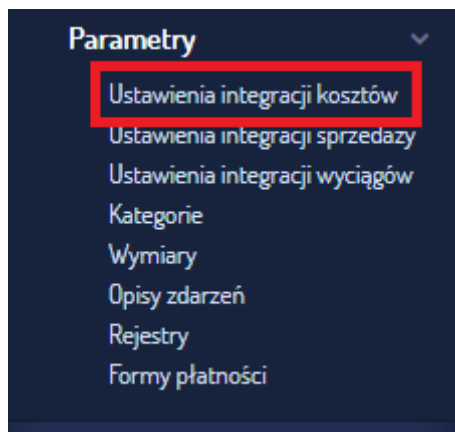 Parametry
Ustawienia integracji kosztów
Ustawienia integracji sprzedaży
Ustawienia integracji wyciągów
Kategorie
Wymiary
Opisy zdarzeń
Rejestry
Formy płatności